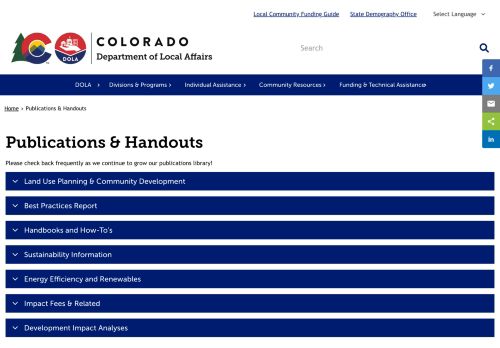 Local Community Funding Guide State Demography Office Select Language
COLORADO
Department of Local Affairs
DOLA
Search
DOLA Divisions & Programs Individual Assistance Community Resources Funding & Technical Assistance
Home › Publications & Handouts
Publications & Handouts
Please check back frequently as we continue to grow our publications library!
Land Use Planning & Community Development
Best Practices Report
Handbooks and How-To's
Sustainability Information
Energy Efficiency and Renewables
Impact Fees & Related
Development Impact Analyses